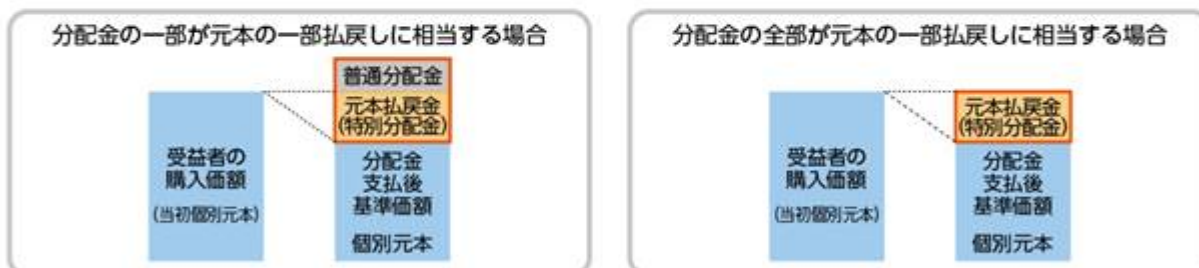 分配金の一部が元本の一部払戻しに相当する場合
普通分配金
元本払戻金
(特別分配金)
受益者の
購入価額
(当初個別元本)
分配金
支払後
基準価額
個別元本
分配金の全部が元本の一部払戻しに相当する場合
元本払戻金
(特別分配金)
受益者の
購入価額
(当初個別元本)
分配金
支払後
基準価額
個別元本